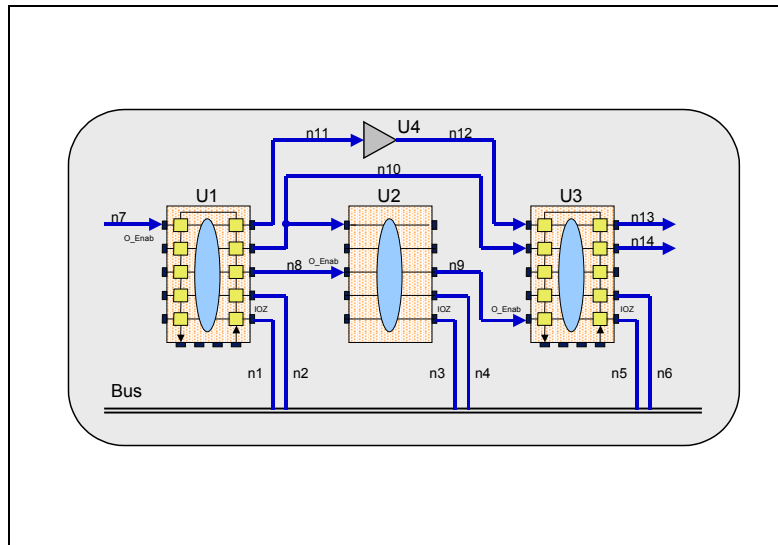 n11
U4
n12
n10
U1
U2
U3
n7
n13
O_Enab
n14
n8
O_Enab
n9
IOZ
IOZ
O_Enab
IOZ
n1
n2
n3
n4
n5
n6
Bus